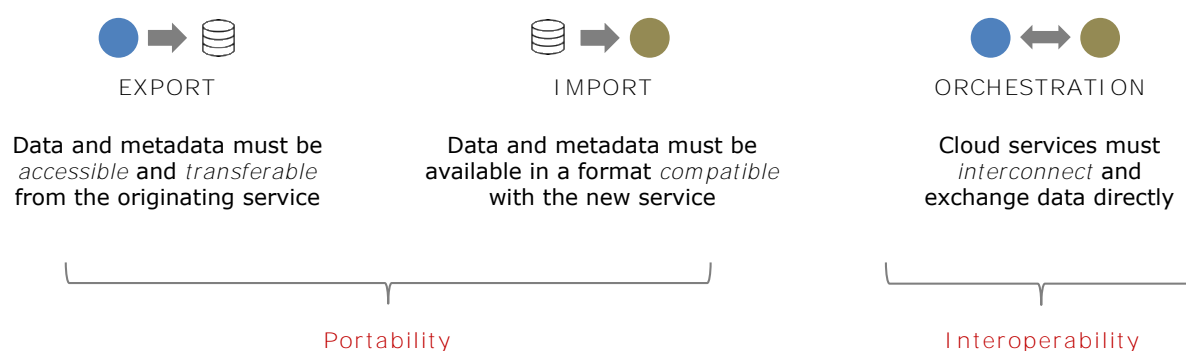 EXPORT
Data and metadata must be
accessible and transferable
from the originating service
IMPORT
Data and metadata must be
available in a format compatible
with the new service
ORCHESTRATION
Cloud services must
interconnect and
exchange data directly
Portability
Interoperability